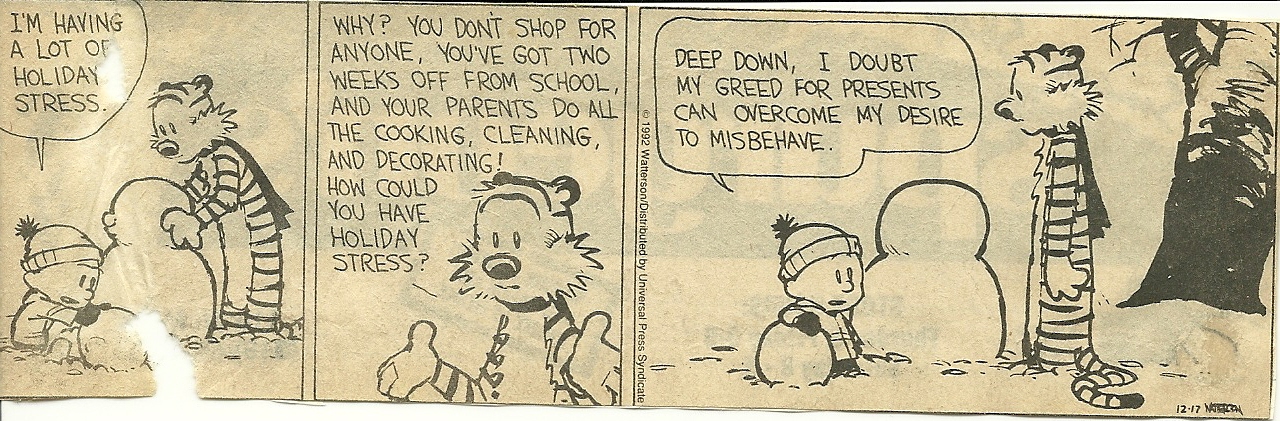 I'M HAVING
A LOT OF
HOLIDAY
STRESS.
WHY? YOU DON'T SHOP FOR
ANYONE, YOU'VE GOT TWO
WEEKS OFF FROM SCHOOL,
AND YOUR PARENTS DO ALL
THE COOKING, CLEANING,
AND DECORATING!
HOW COULD
YOU HAVE
HOLIDAY
STRESS?
© 1992 Watterson/Distributed by Universal Press Syndicate
DEEP DOWN, I DOUBT
MY GREED FOR PRESENTS
CAN OVERCOME MY DESIRE
TO MISBEHAVE.
12·17 WATTERSON